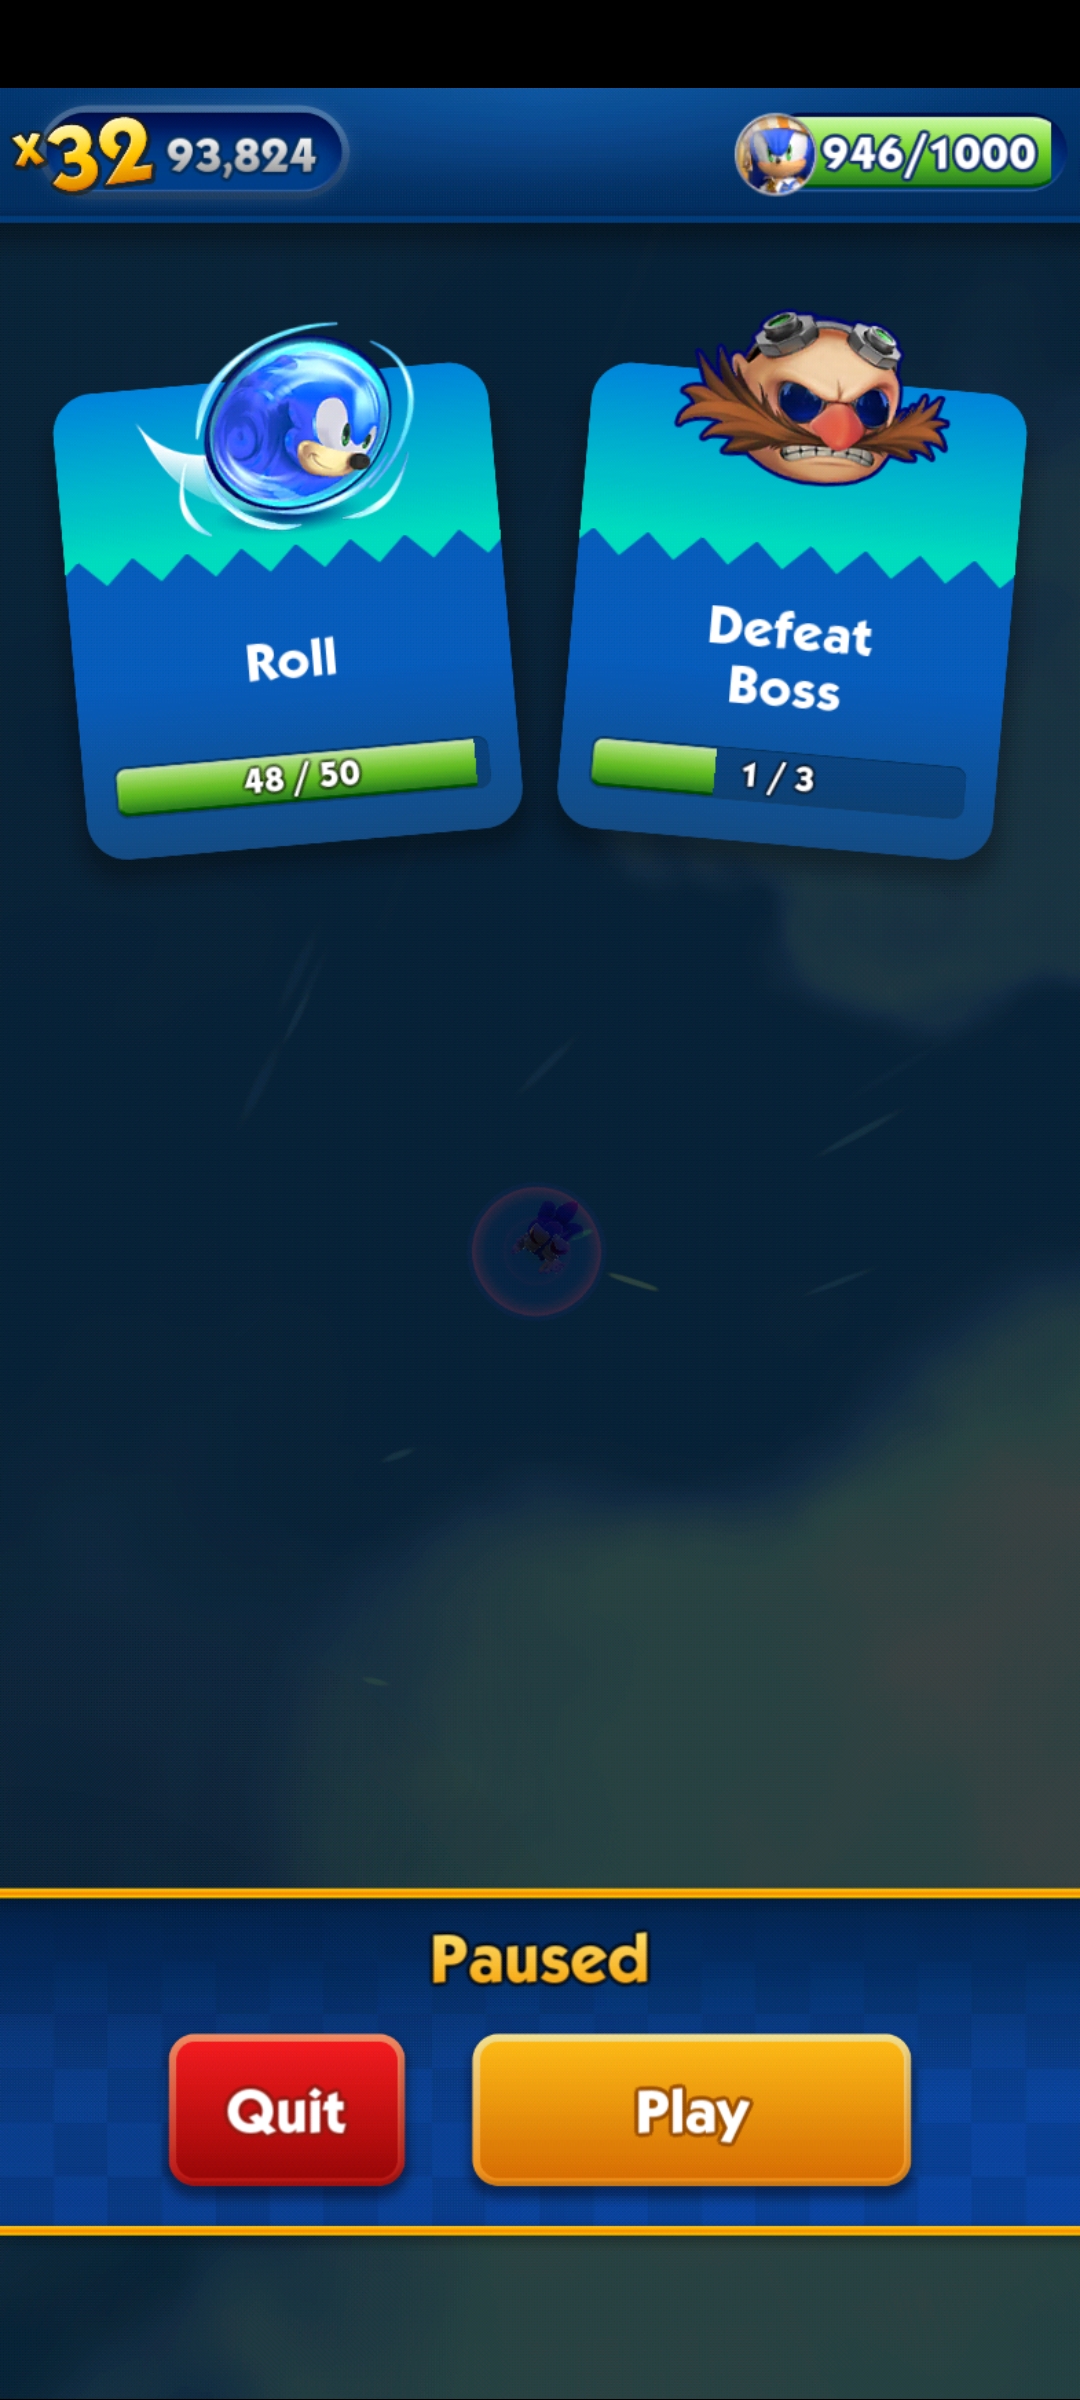 x32 93,824
946/1000
Roll
48 / 50
Defeat
Boss
1 / 3
Paused
Quit
Play